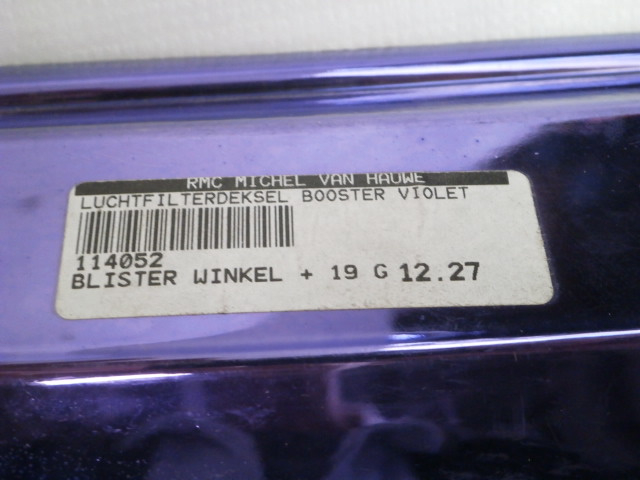 RMC MICHEL VAN HAUWE
LUCHTFILTERDEKSEL BOOSTER VIOLET
114052
BLISTER WINKEL + 19 G 12.27